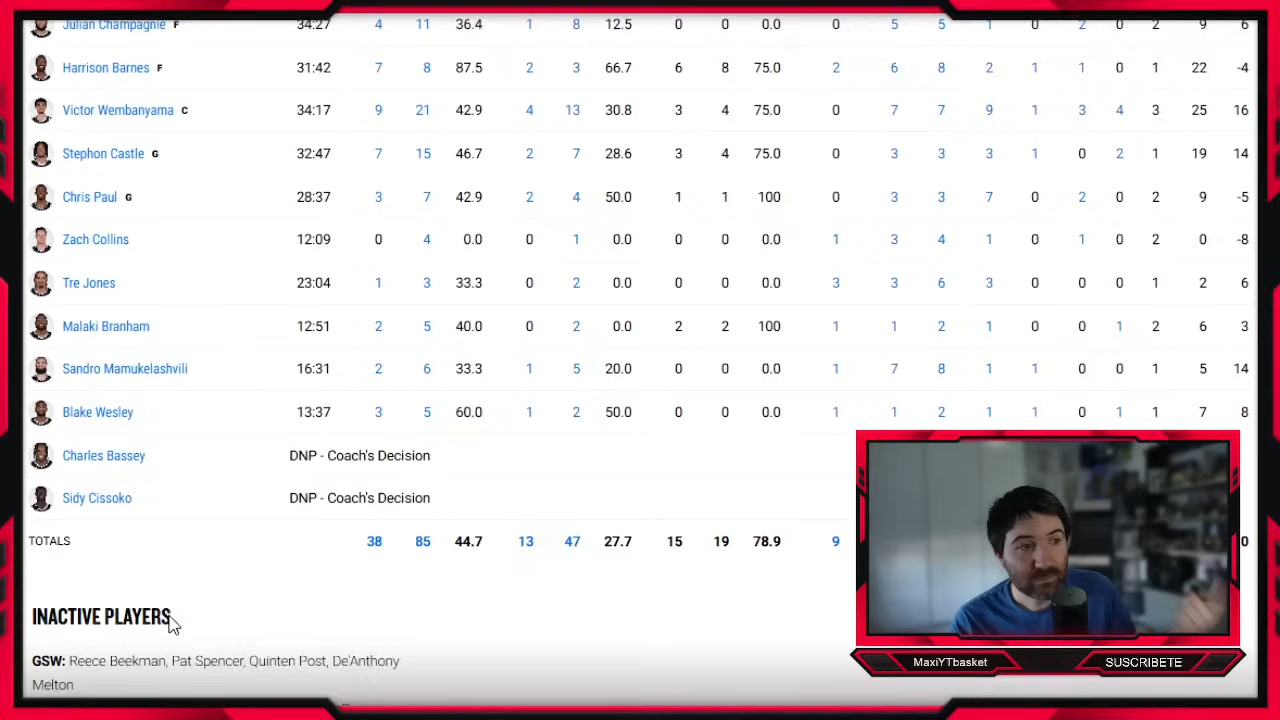 Julian Champagnie F 34:27 4 11 36.4 1 8 12.5 0 0 0.0 0 5 5 1 0 2 0 2 9 6
Harrison Barnes F 31:42 7 8 87.5 2 3 66.7 6 8 75.0 2 6 8 2 1 1 0 1 22 -4
Victor Wembanyama C 34:17 9 21 42.9 4 13 30.8 3 4 75.0 0 7 7 9 1 3 4 3 25 16
Stephon Castle G 32:47 7 15 46.7 2 7 28.6 3 4 75.0 0 3 3 3 1 0 2 1 19 14
Chris Paul G 28:37 3 7 42.9 2 4 50.0 1 1 100 0 3 3 7 0 2 0 2 9 -5
Zach Collins 12:09 0 4 0.0 0 1 0.0 0 0 0.0 1 3 4 1 0 1 0 2 0 -8
Tre Jones 23:04 1 3 33.3 0 2 0.0 0 0 0.0 3 3 6 3 0 0 0 1 2 6
Malaki Branham 12:51 2 5 40.0 0 2 0.0 2 2 100 1 1 2 1 0 0 1 2 6 3
Sandro Mamukelashvili 16:31 2 6 33.3 1 5 20.0 0 0 0.0 1 7 8 1 1 0 0 1 5 14
Blake Wesley 13:37 3 5 60.0 1 2 50.0 0 0 0.0 1 1 2 1 1 0 1 1 7 8
Charles Bassey DNP - Coach's Decision
Sidy Cissoko DNP - Coach's Decision
TOTALS 38 85 44.7 13 47 27.7 15 19 78.9 9 0
INACTIVE PLAYERS
GSW: Reece Beekman, Pat Spencer, Quinten Post, De'Anthony
Melton
MaxiYTbasket
SUSCRIBETE